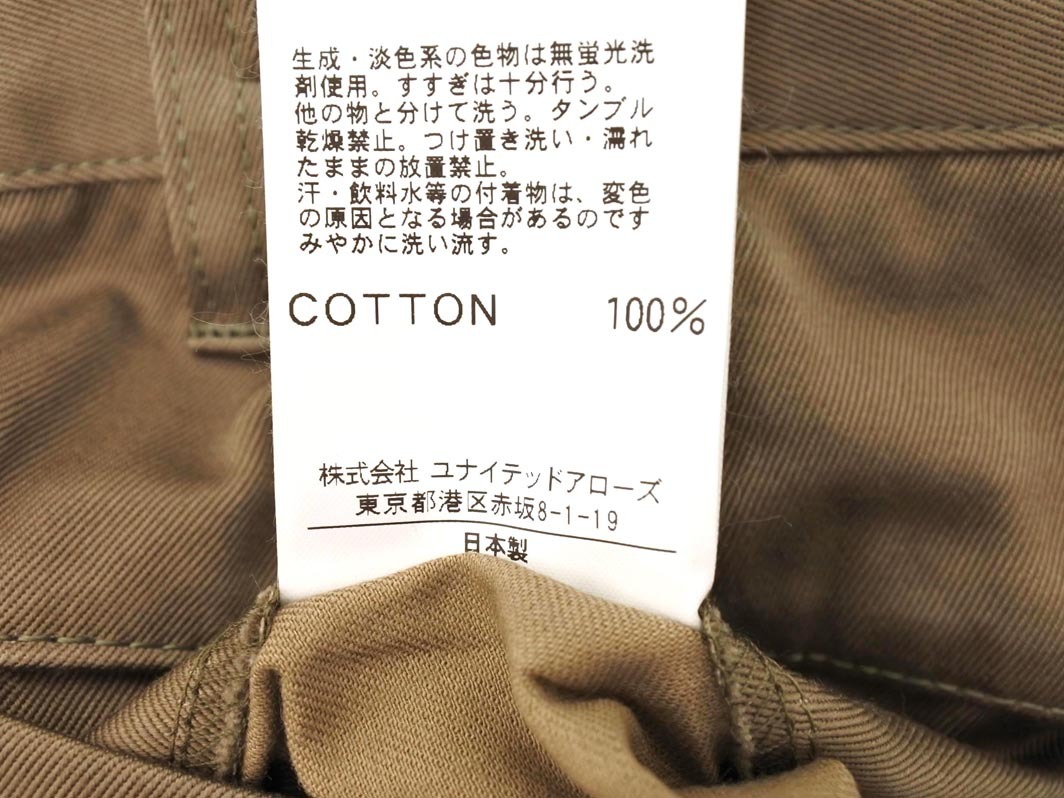 生成・淡色系の色物は無蛍光洗
剤使用。すすぎは十分行う。
他の物と分けて洗う。タンブル
乾燥禁止。つけ置き洗い・濡れ
たままの放置禁止。
汗・飲料水等の付着物は、変色
の原因となる場合があるのです
みやかに洗い流す。
COTTON 100%
株式会社 ユナイテッドアローズ
東京都港区赤坂8-1-19
日本製